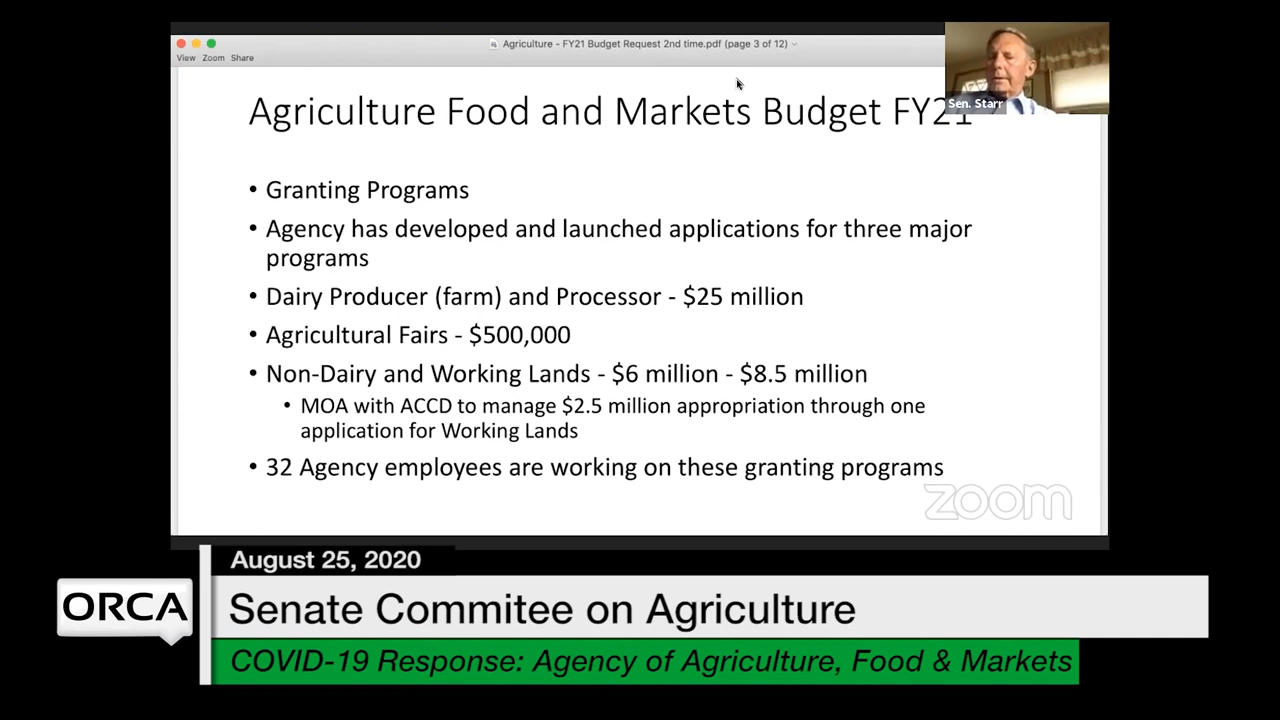 Agriculture - FY21 Budget Request 2nd time.pdf (page 3 of 12)
View Zoom Share
Sen. Starr
Agriculture Food and Markets Budget FY21
• Granting Programs
• Agency has developed and launched applications for three major
programs
• Dairy Producer (farm) and Processor - $25 million
• Agricultural Fairs - $500,000
• Non-Dairy and Working Lands - $6 million - $8.5 million
• MOA with ACCD to manage $2.5 million appropriation through one
application for Working Lands
• 32 Agency employees are working on these granting programs
zoom
August 25, 2020
ORCA
Senate Commitee on Agriculture
COVID-19 Response: Agency of Agriculture, Food & Markets